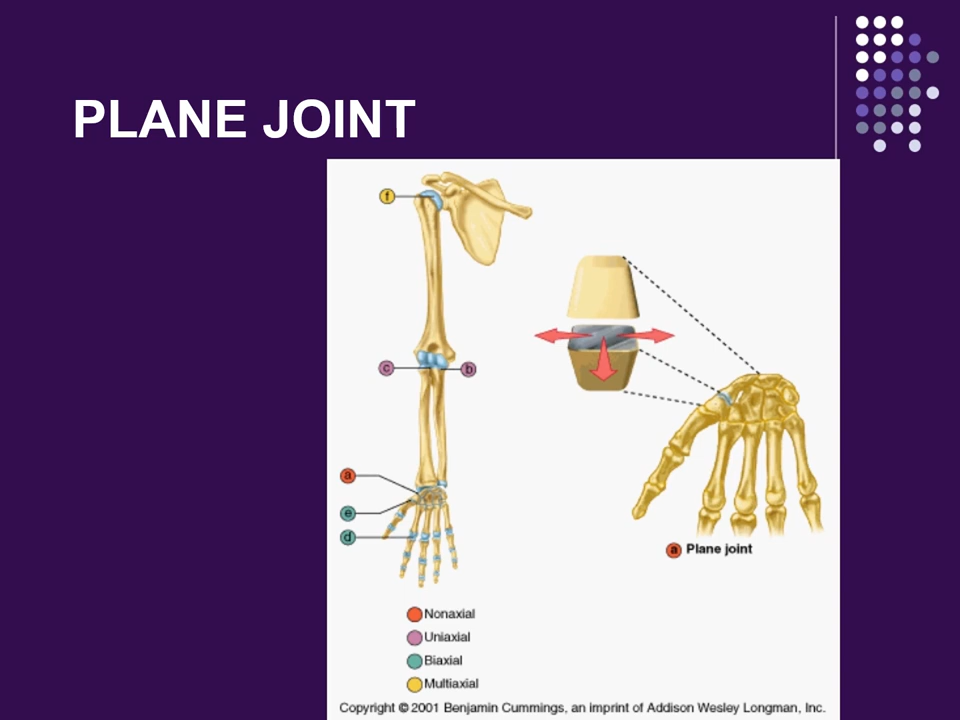 PLANE JOINT
f
c
b
a
e
d
a Plane joint
Nonaxial
Uniaxial
Biaxial
Multiaxial
Copyright © 2001 Benjamin Cummings, an imprint of Addison Wesley Longman, Inc.